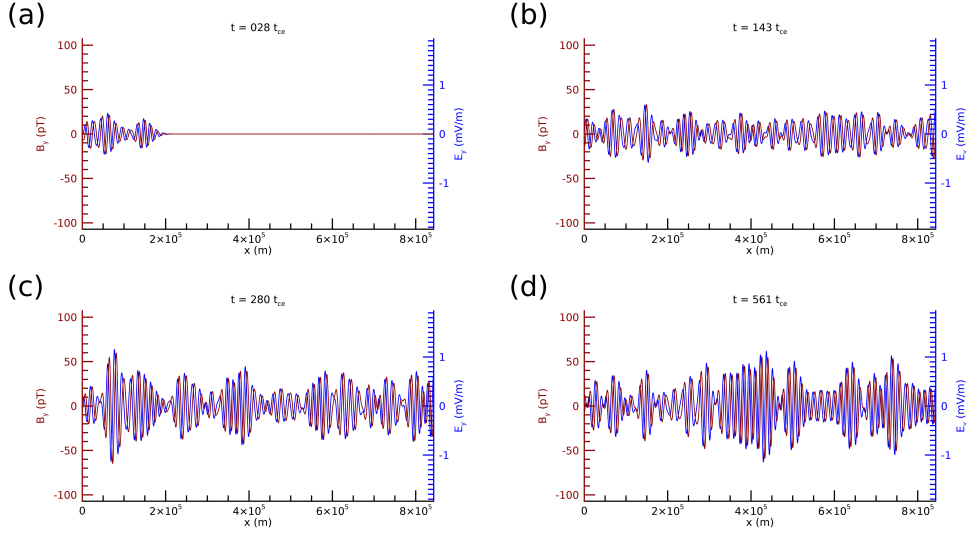 (a)
t = 028 t_ce
100
50
0
-50
-100
B_y (pT)
1
0
-1
E_y (mV/m)
0
2×10^5
4×10^5
6×10^5
8×10^5
x (m)
(b)
t = 143 t_ce
100
50
0
-50
-100
B_y (pT)
1
0
-1
E_y (mV/m)
0
2×10^5
4×10^5
6×10^5
8×10^5
x (m)
(c)
t = 280 t_ce
100
50
0
-50
-100
B_y (pT)
1
0
-1
E_y (mV/m)
0
2×10^5
4×10^5
6×10^5
8×10^5
x (m)
(d)
t = 561 t_ce
100
50
0
-50
-100
B_y (pT)
1
0
-1
E_y (mV/m)
0
2×10^5
4×10^5
6×10^5
8×10^5
x (m)